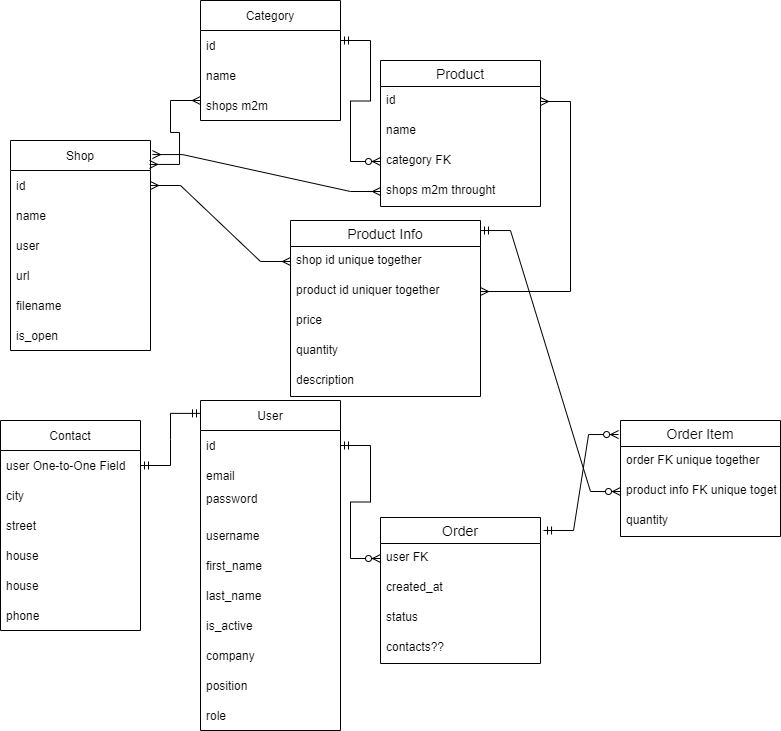 Category
id
name
shops m2m
Product
id
name
category FK
shops m2m throught
Shop
id
name
user
url
filename
is_open
Product Info
shop id unique together
product id uniquer together
price
quantity
description
Contact
user One-to-One Field
city
street
house
house
phone
User
id
email
password
username
first_name
last_name
is_active
company
position
role
Order
user FK
created_at
status
contacts??
Order Item
order FK unique together
product info FK unique toget
quantity